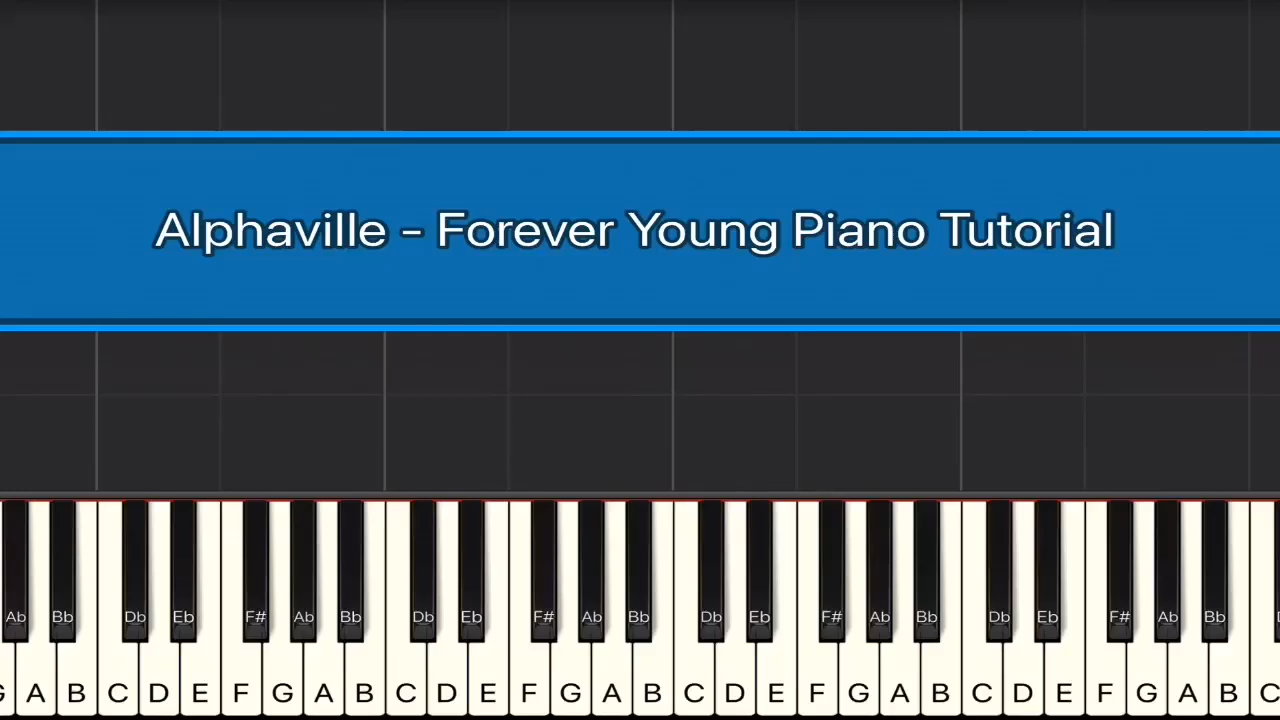 Alphaville - Forever Young Piano Tutorial
Ab Bb Db Eb F# Ab Bb Db Eb F# Ab Bb Db Eb F# Ab Bb Db Eb F# Ab Bb
G A B C D E F G A B C D E F G A B C D E F G A B C D E F G A B C